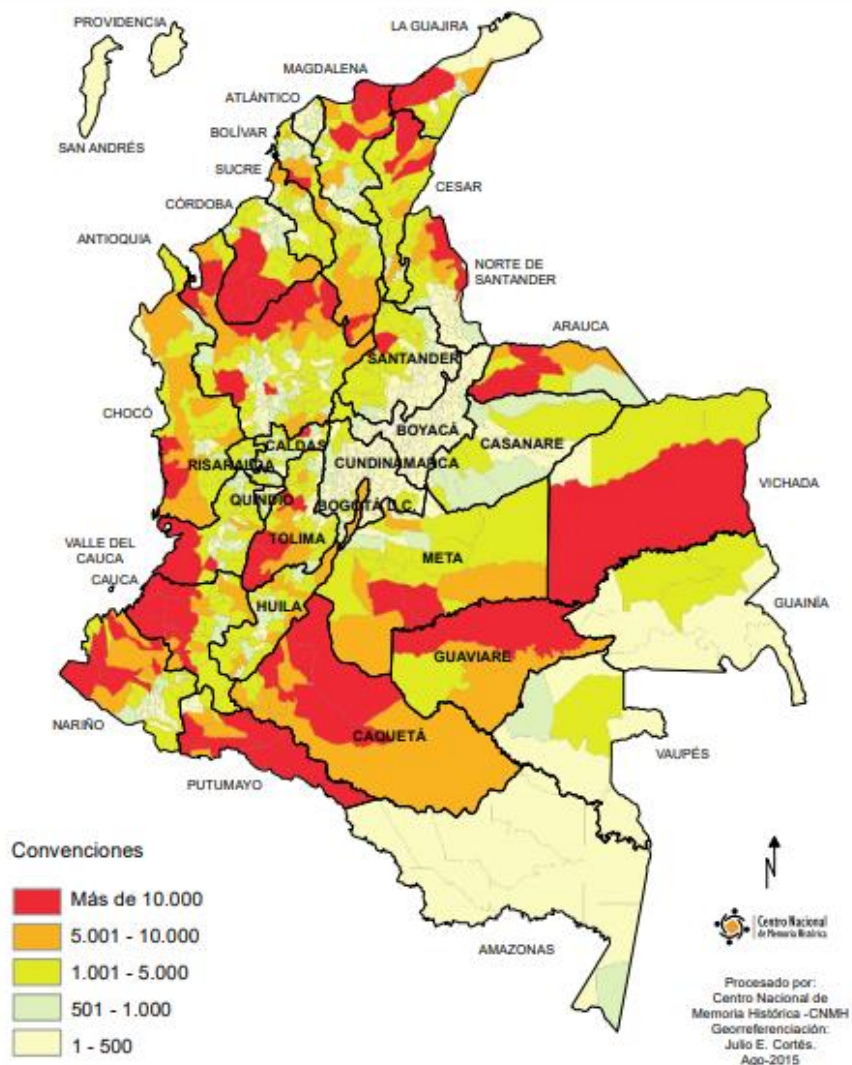 PROVIDENCIA
LA GUAJIRA
MAGDALENA
ATLÁNTICO
BOLÍVAR
SAN ANDRÉS
SUCRE
CESAR
CÓRDOBA
ANTIOQUIA
NORTE DE
SANTANDER
ARAUCA
SANTANDER
CHOCÓ
BOYACÁ
CALDAS
CASANARE
RISARALDA
CUNDINAMARCA
VICHADA
QUINDÍO
BOGOTÁ D.C.
TOLIMA
VALLE DEL
CAUCA
META
CAUCA
HUILA
GUAINÍA
GUAVIARE
NARIÑO
CAQUETÁ
VAUPÉS
PUTUMAYO
Convenciones
Más de 10.000
5.001 - 10.000
1.001 - 5.000
501 - 1.000
1 - 500
AMAZONAS
N
Centro Nacional
de Memoria Histórica
Procesado por:
Centro Nacional de
Memoria Histórica -CNMH
Georreferenciación:
Julio E. Cortés.
Ago-2015